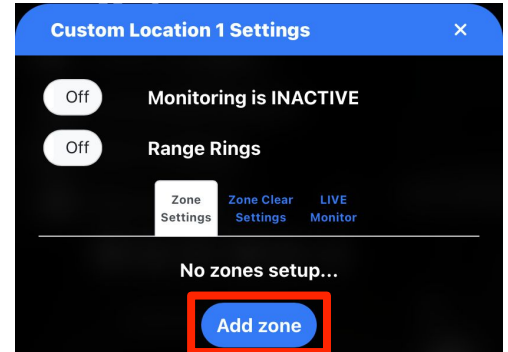 Custom Location 1 Settings ×
Off Monitoring is INACTIVE
Off Range Rings
Zone Zone Clear LIVE
Settings Settings Monitor
No zones setup...
Add zone